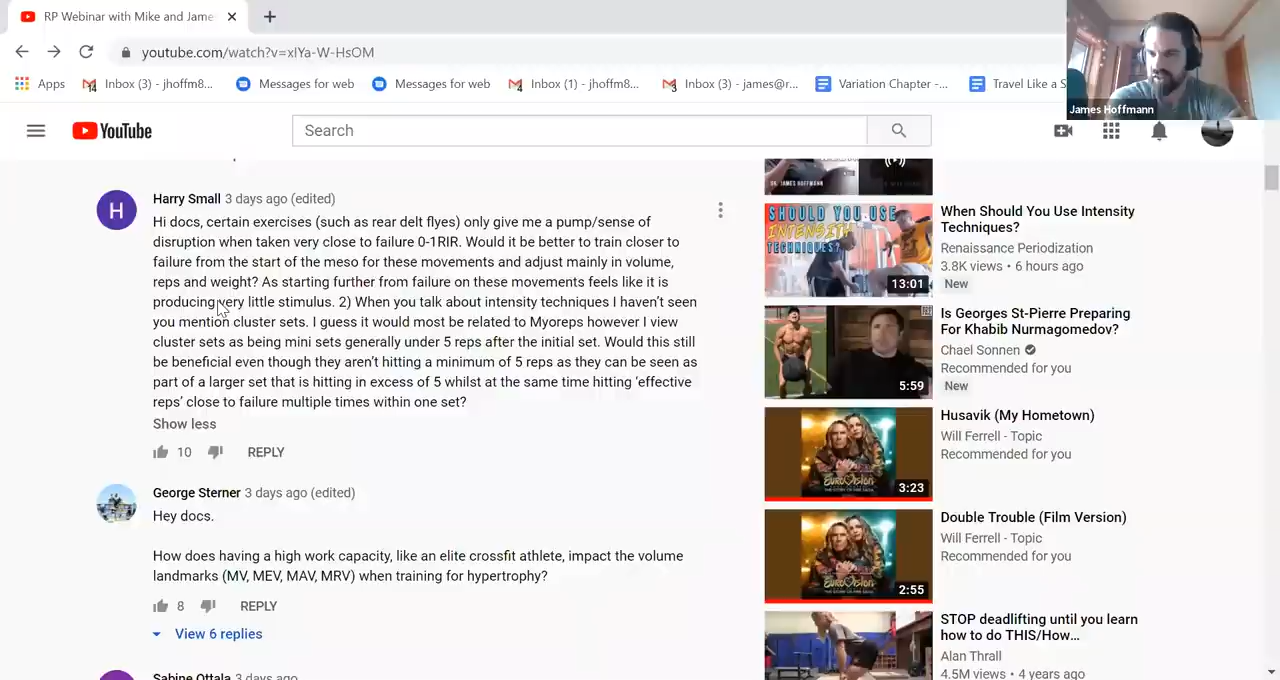 RP Webinar with Mike and Jame
youtube.com/watch?v=xIYa-W-HsOM
Apps
Inbox (3) - jhoffm8...
Messages for web
Messages for web
Inbox (1) - jhoffm8...
Inbox (3) - james@r...
Variation Chapter -...
Travel Like a S
James Hoffmann
YouTube
Search
Harry Small 3 days ago (edited)
Hi docs, certain exercises (such as rear delt flyes) only give me a pump/sense of
disruption when taken very close to failure 0-1RIR. Would it be better to train closer to
failure from the start of the meso for these movements and adjust mainly in volume,
reps and weight? As starting further from failure on these movements feels like it is
producing very little stimulus. 2) When you talk about intensity techniques I haven't seen
you mention cluster sets. I guess it would most be related to Myoreps however I view
cluster sets as being mini sets generally under 5 reps after the initial set. Would this still
be beneficial even though they aren't hitting a minimum of 5 reps as they can be seen as
part of a larger set that is hitting in excess of 5 whilst at the same time hitting 'effective
reps' close to failure multiple times within one set?
Show less
10 REPLY
H
George Sterner 3 days ago (edited)
Hey docs.
How does having a high work capacity, like an elite crossfit athlete, impact the volume
landmarks (MV, MEV, MAV, MRV) when training for hypertrophy?
8 REPLY
View 6 replies
Sabine Ottala 3 days ago
DR. JAMES HOFFMANN
SHOULD YOU USE
INTENSITY
TECHNIQUES?
13:01
When Should You Use Intensity
Techniques?
Renaissance Periodization
3.8K views • 6 hours ago
New
5:59
Is Georges St-Pierre Preparing
For Khabib Nurmagomedov?
Chael Sonnen
Recommended for you
New
EUROVISION
3:23
Husavik (My Hometown)
Will Ferrell - Topic
Recommended for you
EUROVISION
2:55
Double Trouble (Film Version)
Will Ferrell - Topic
Recommended for you
STOP deadlifting until you learn
how to do THIS/How...
Alan Thrall
4.5M views • 4 years ago